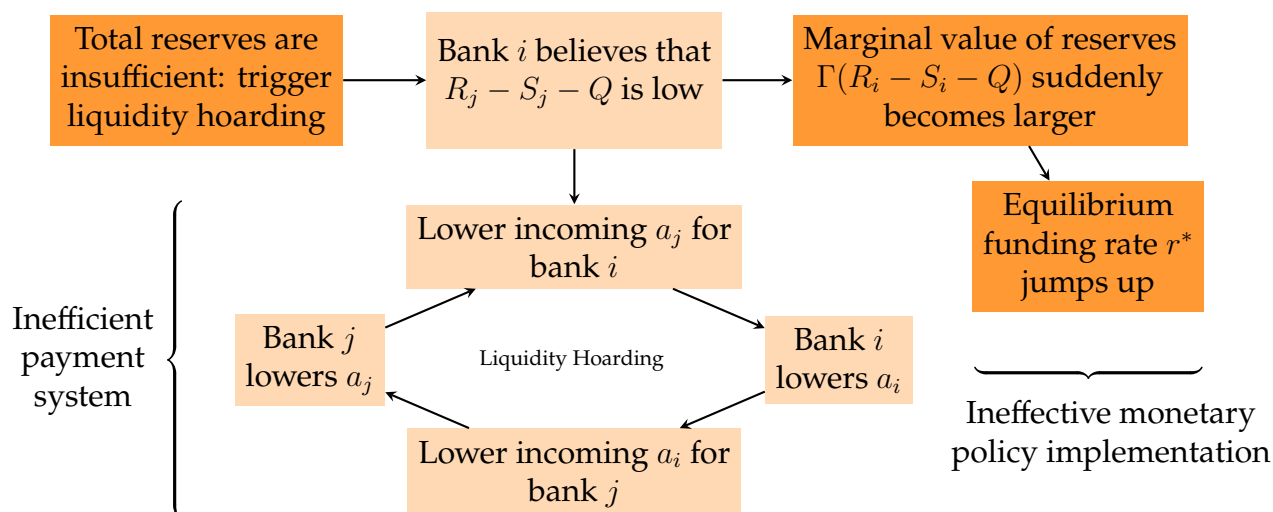 Total reserves are
insufficient: trigger
liquidity hoarding
Bank i believes that
R_j − S_j − Q is low
Marginal value of reserves
Γ(R_i − S_i − Q) suddenly
becomes larger
Equilibrium
funding rate r*
jumps up
Lower incoming a_j for
bank i
Inefficient
payment
system
Bank j
lowers a_j
Liquidity Hoarding
Bank i
lowers a_i
Lower incoming a_i for
bank j
Ineffective monetary
policy implementation